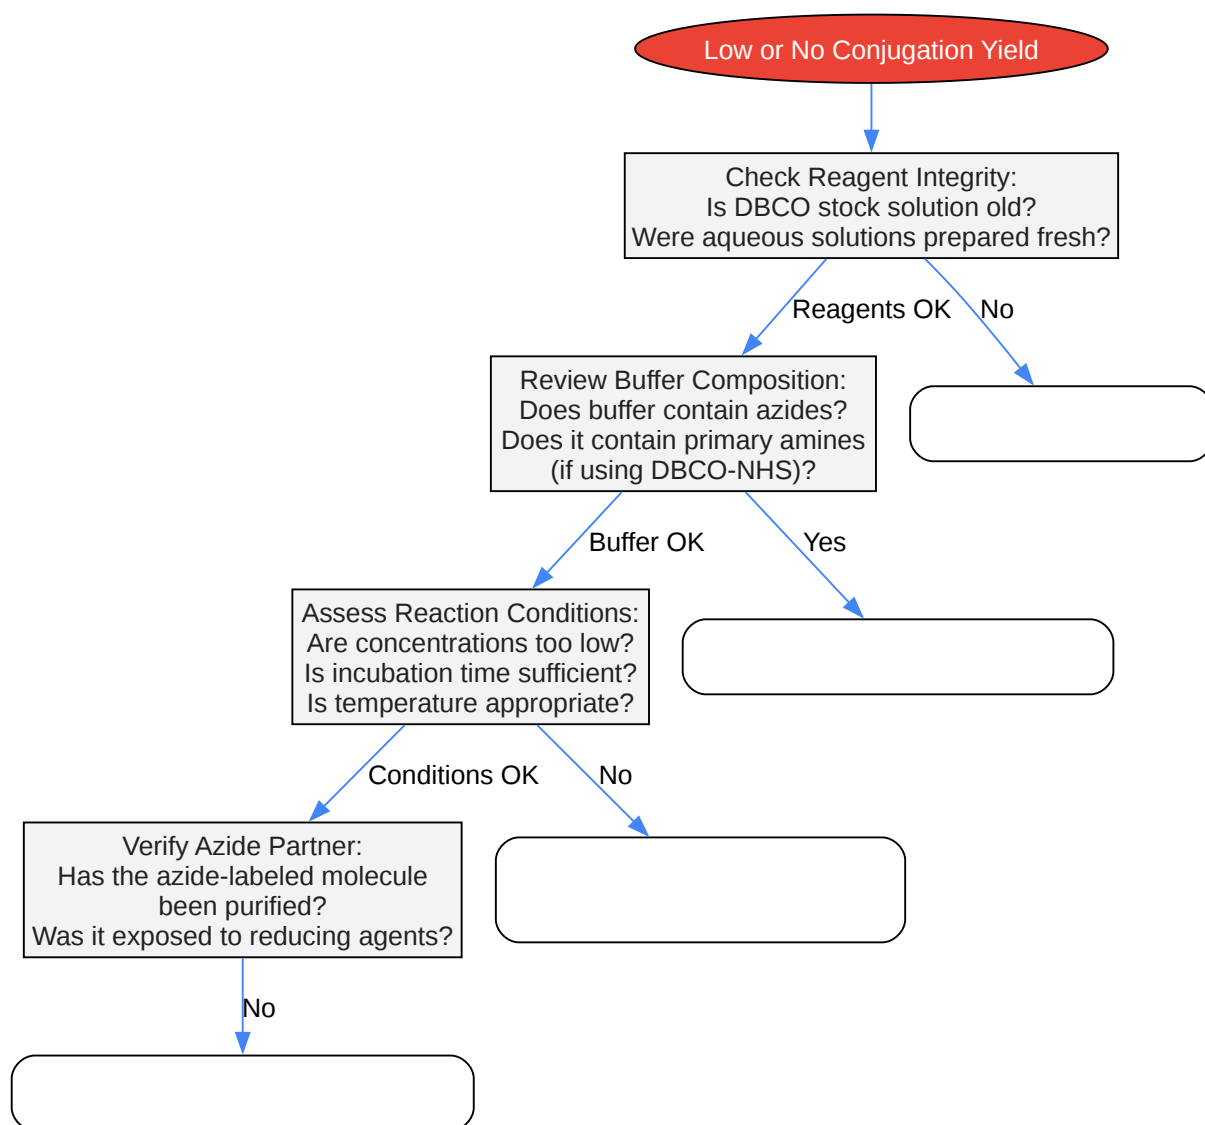 Low or No Conjugation Yield
Check Reagent Integrity:
Is DBCO stock solution old?
Were aqueous solutions prepared fresh?
Reagents OK
No
Review Buffer Composition:
Does buffer contain azides?
Does it contain primary amines
(if using DBCO-NHS)?
Buffer OK
Yes
Assess Reaction Conditions:
Are concentrations too low?
Is incubation time sufficient?
Is temperature appropriate?
Conditions OK
No
Verify Azide Partner:
Has the azide-labeled molecule
been purified?
Was it exposed to reducing agents?
No